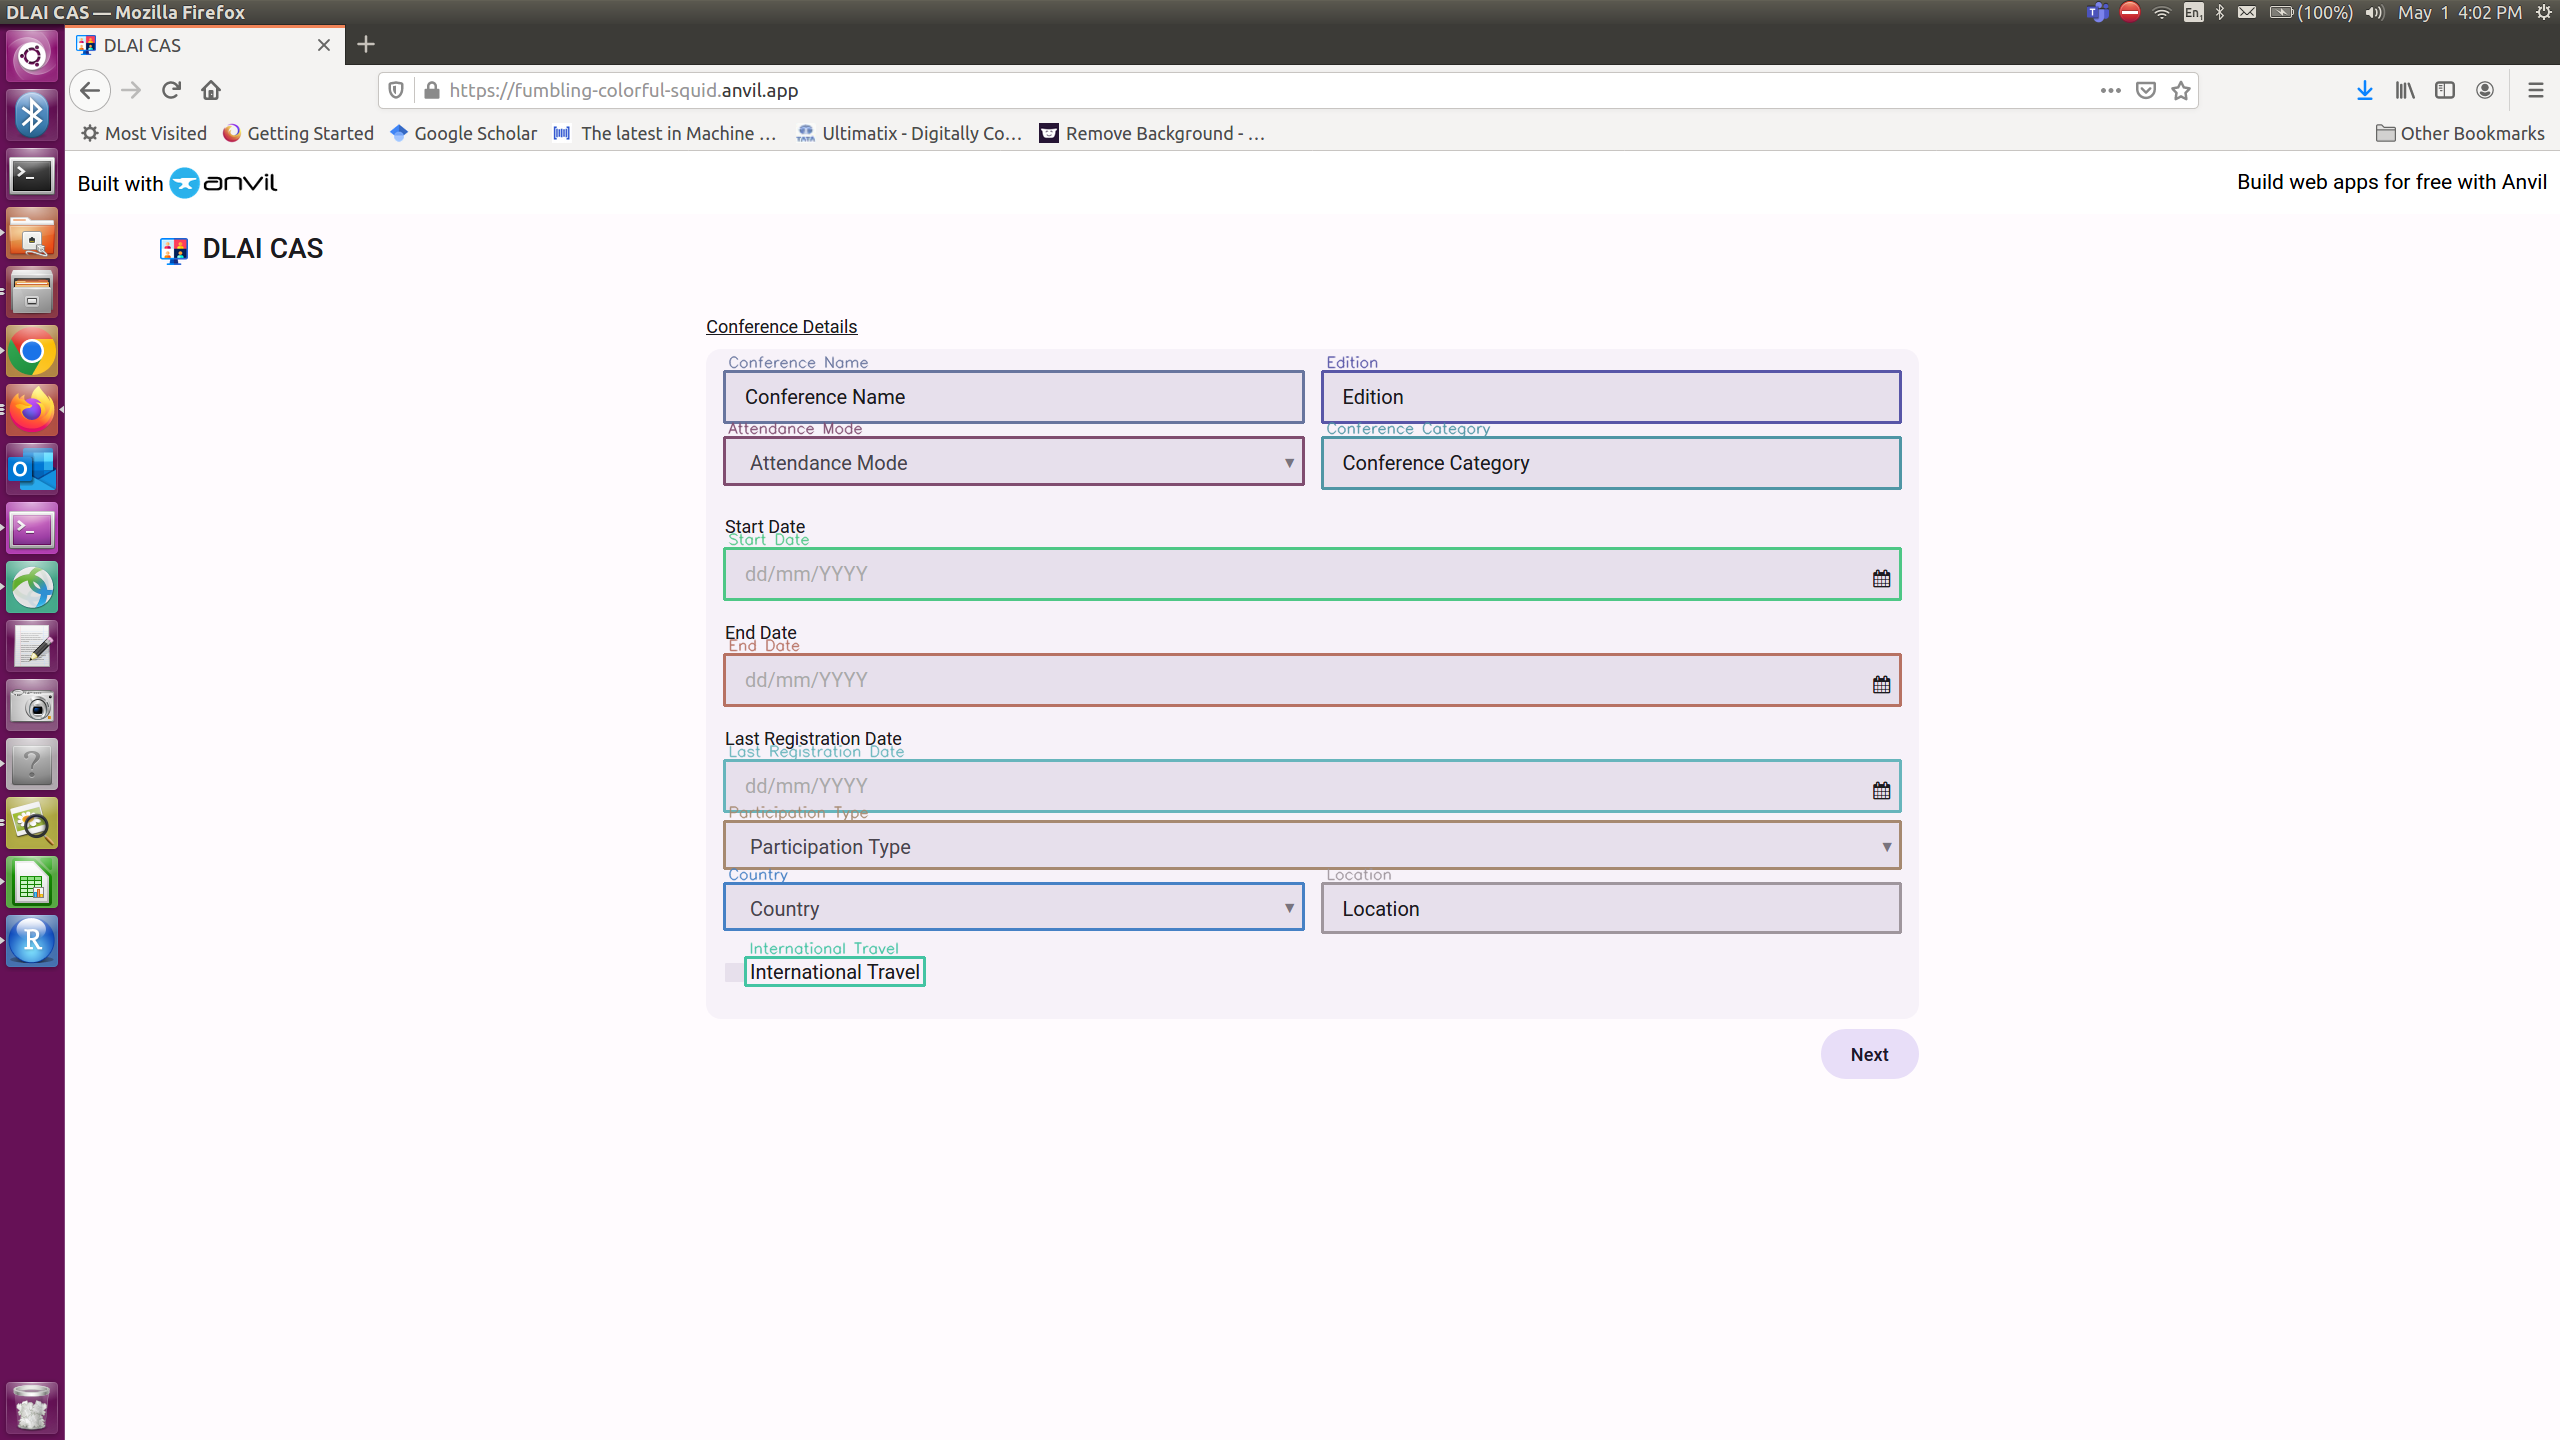 DLAI CAS — Mozilla Firefox
En1 (100%) May 1 4:02 PM
DLAI CAS
https://fumbling-colorful-squid.anvil.app
Most Visited Getting Started Google Scholar The latest in Machine ... Ultimatix - Digitally Co... Remove Background - ... Other Bookmarks
Built with anvil Build web apps for free with Anvil
DLAI CAS
Conference Details
Conference Name Edition
Conference Name Edition
Attendance Mode Conference Category
Attendance Mode Conference Category
Start Date
Start Date
dd/mm/YYYY
End Date
End Date
dd/mm/YYYY
Last Registration Date
Last Registration Date
dd/mm/YYYY
Participation Type
Participation Type
Country Location
Country Location
International Travel
International Travel
Next